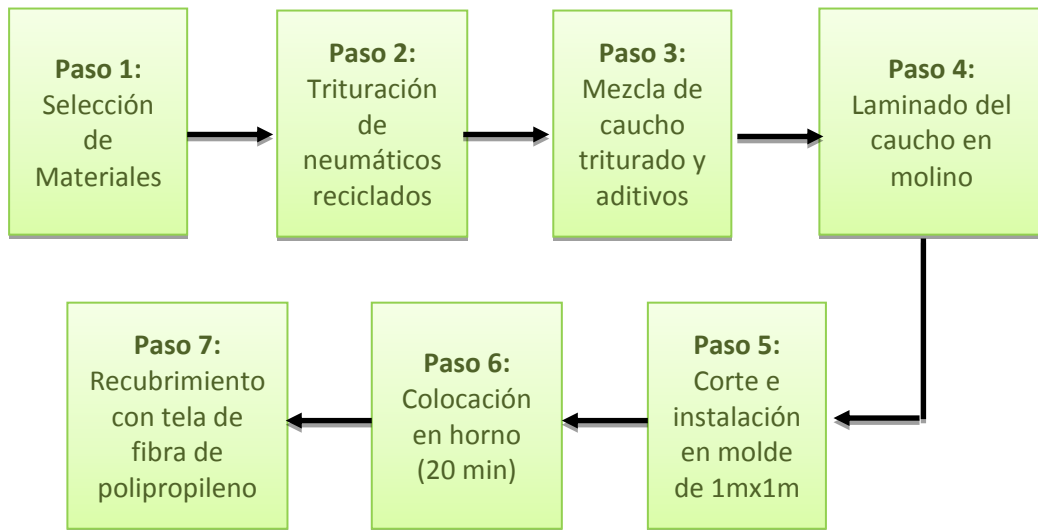 Paso 1:
Selección
de
Materiales
Paso 2:
Trituración
de
neumáticos
reciclados
Paso 3:
Mezcla de
caucho
triturado y
aditivos
Paso 4:
Laminado del
caucho en
molino
Paso 5:
Corte e
instalación
en molde
de 1mx1m
Paso 6:
Colocación
en horno
(20 min)
Paso 7:
Recubrimiento
con tela de
fibra de
polipropileno